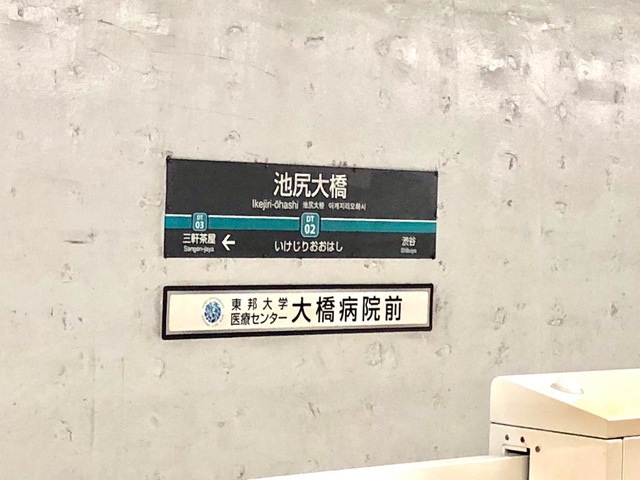 池尻大橋
Ikejiri-ōhashi 池尻大桥 이케지리오하시
DT 03
DT 02
三軒茶屋 ← いけじりおおはし 渋谷
Sangen-jaya Shibuya
東邦大学
医療センター 大橋病院前